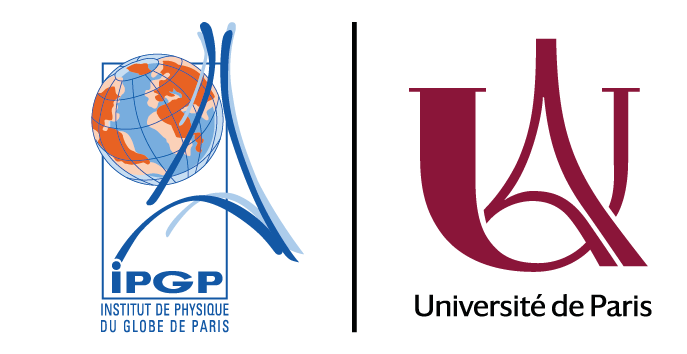 iPGP
INSTITUT DE PHYSIQUE
DU GLOBE DE PARIS
Université de Paris